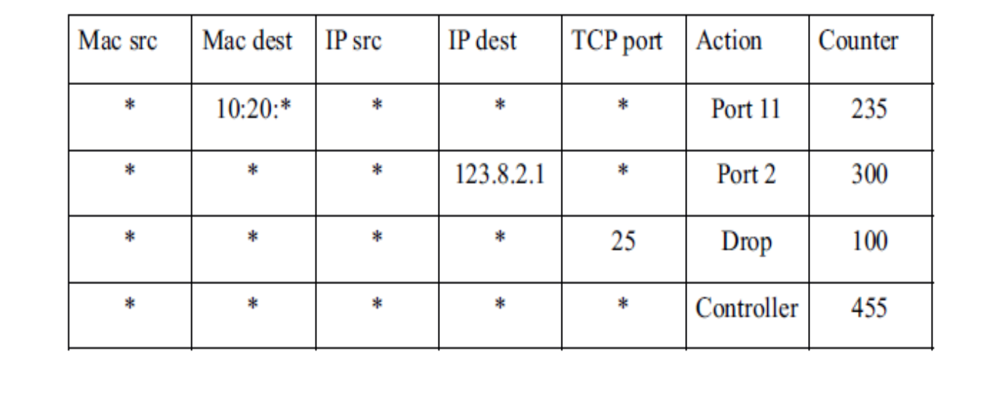 Mac src Mac dest IP src IP dest TCP port Action Counter
* 10:20:* * * * Port 11 235
* * * 123.8.2.1 * Port 2 300
* * * * 25 Drop 100
* * * * * Controller 455